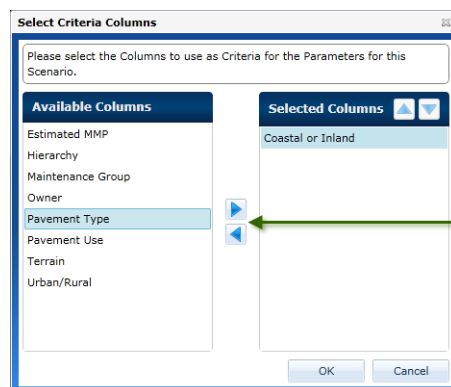 Select Criteria Columns
Please select the Columns to use as Criteria for the Parameters for this
Scenario.
Available Columns
Estimated MMP
Hierarchy
Maintenance Group
Owner
Pavement Type
Pavement Use
Terrain
Urban/Rural
Selected Columns
Coastal or Inland
OK
Cancel